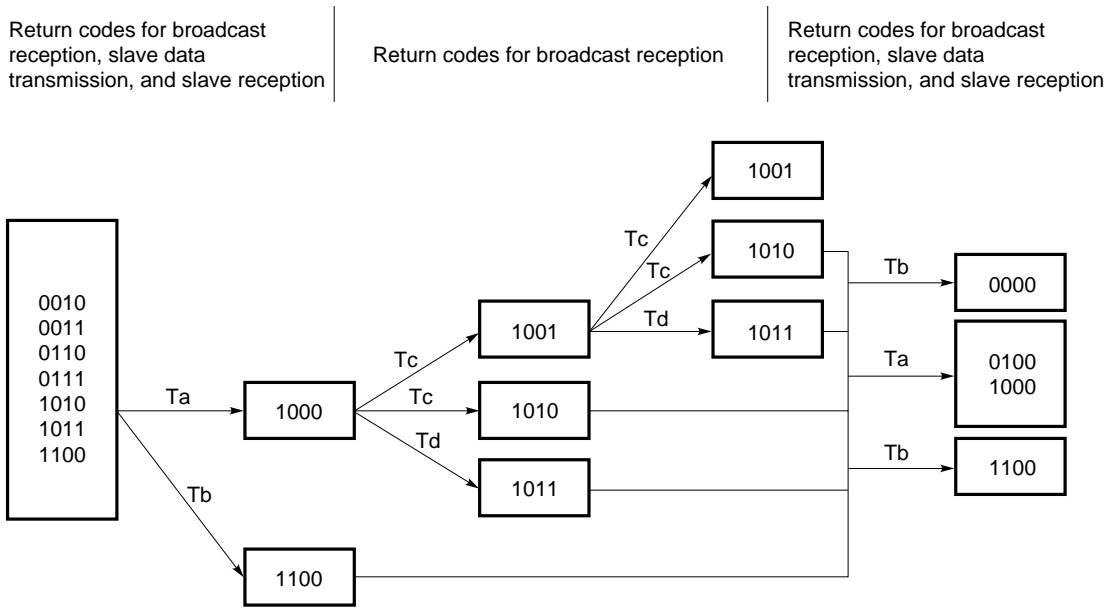 Return codes for broadcast
reception, slave data
transmission, and slave reception
Return codes for broadcast reception
Return codes for broadcast
reception, slave data
transmission, and slave reception
0010
0011
0110
0111
1010
1011
1100
Ta
Tb
1000
1100
Tc
Tc
Td
1001
1010
1011
Tc
Tc
Td
1001
1010
1011
Tb
Ta
Tb
0000
0100
1000
1100